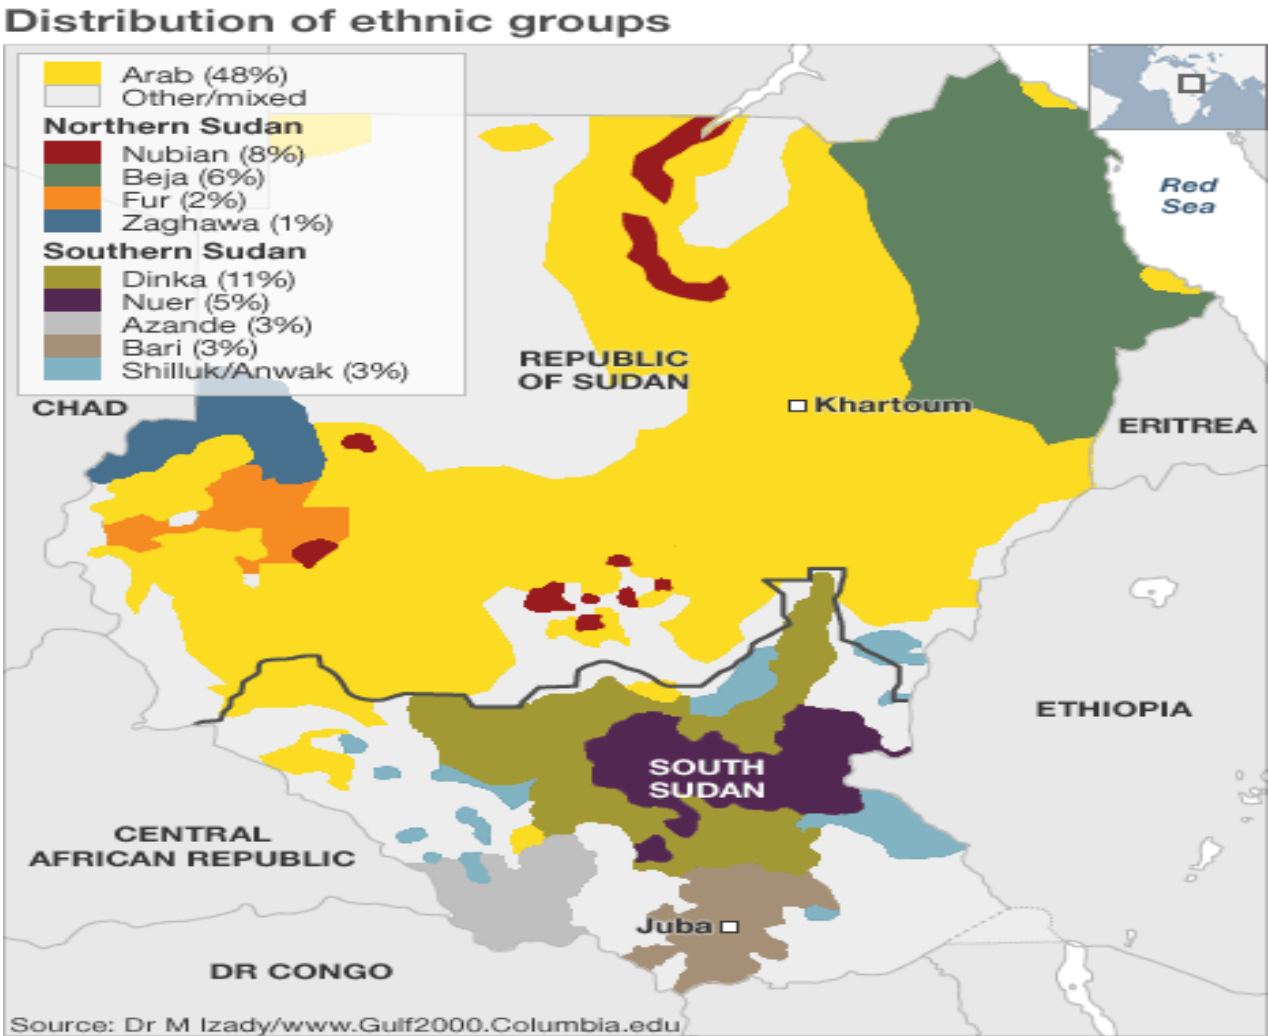 Distribution of ethnic groups
Arab (48%)
Other/mixed
Northern Sudan
Nubian (8%)
Beja (6%)
Fur (2%)
Zaghawa (1%)
Southern Sudan
Dinka (11%)
Nuer (5%)
Azande (3%)
Bari (3%)
Shilluk/Anwak (3%)
Red
Sea
REPUBLIC
OF SUDAN
CHAD
Khartoum
ERITREA
ETHIOPIA
SOUTH
SUDAN
CENTRAL
AFRICAN REPUBLIC
Juba
DR CONGO
Source: Dr M Izady/www.Gulf2000.Columbia.edu